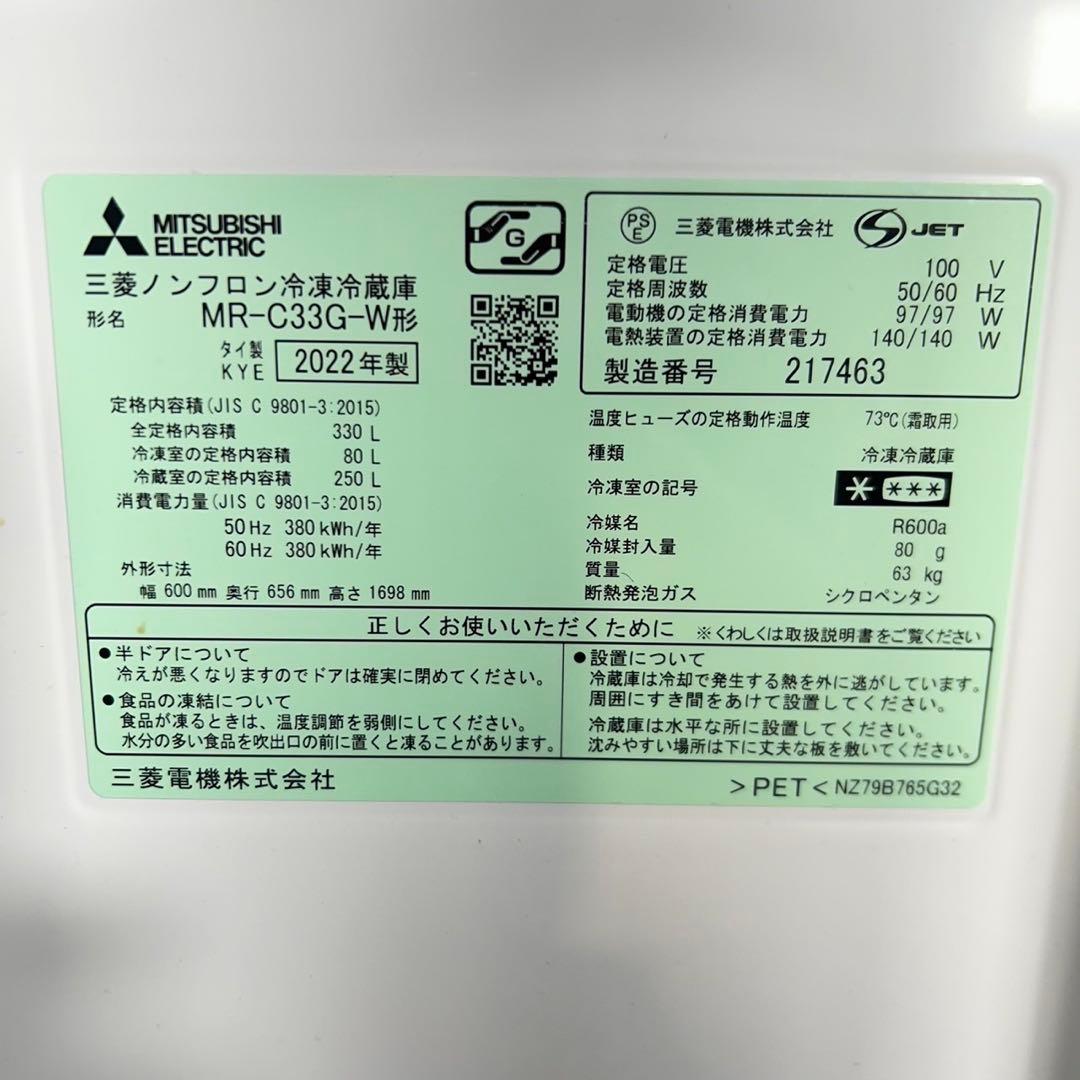 MITSUBISHI
ELECTRIC
三菱ノンフロン冷凍冷蔵庫
形名 MR-C33G-W形
タイ製
KYE
2022年製
G
定格内容積(JIS C 9801-3:2015)
全定格内容積 330 L
冷凍室の定格内容積 80 L
冷蔵室の定格内容積 250 L
消費電力量(JIS C 9801-3:2015)
50Hz 380kWh/年
60Hz 380kWh/年
外形寸法
幅 600mm 奥行 656mm 高さ 1698mm
PSE 三菱電機株式会社 JET
定格電圧 100 V
定格周波数 50/60 Hz
電動機の定格消費電力 97/97 W
電熱装置の定格消費電力 140/140 W
製造番号 217463
温度ヒューズの定格動作温度 73℃(霜取用)
種類 冷凍冷蔵庫
冷凍室の記号 * ***
冷媒名 R600a
冷媒封入量 80 g
質量 63 kg
断熱発泡ガス シクロペンタン
正しくお使いいただくために ※くわしくは取扱説明書をご覧ください
●半ドアについて
冷えが悪くなりますのでドアは確実に閉めてください。
●食品の凍結について
食品が凍るときは、温度調節を弱側にしてください。
水分の多い食品を吹出口の前に置くと凍ることがあります。
●設置について
冷蔵庫は冷却で発生する熱を外に逃がしています。
周囲にすき間をあけて設置してください。
冷蔵庫は水平な所に設置してください。
沈みやすい場所は下に丈夫な板を敷いてください。
三菱電機株式会社
>PET< NZ79B765G32